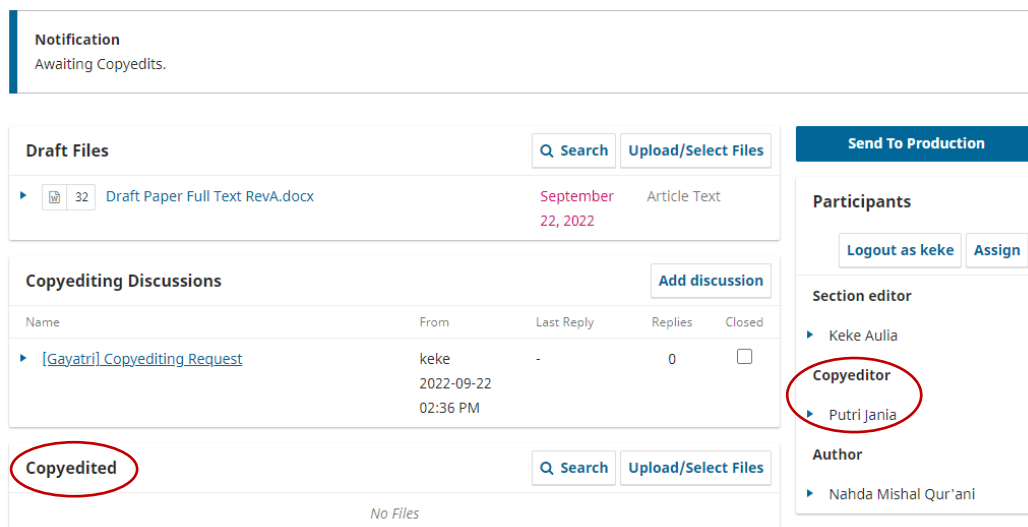 Notification
Awaiting Copyedits.
Draft Files
Search
Upload/Select Files
32 Draft Paper Full Text RevA.docx
September 22, 2022
Article Text
Copyediting Discussions
Add discussion
Name From Last Reply Replies Closed
[Gayatri] Copyediting Request
keke
2022-09-22
02:36 PM
-
0
Copyedited
Search
Upload/Select Files
No Files
Send To Production
Participants
Logout as keke
Assign
Section editor
Keke Aulia
Copyeditor
Putri Jania
Author
Nahda Mishal Qur'ani